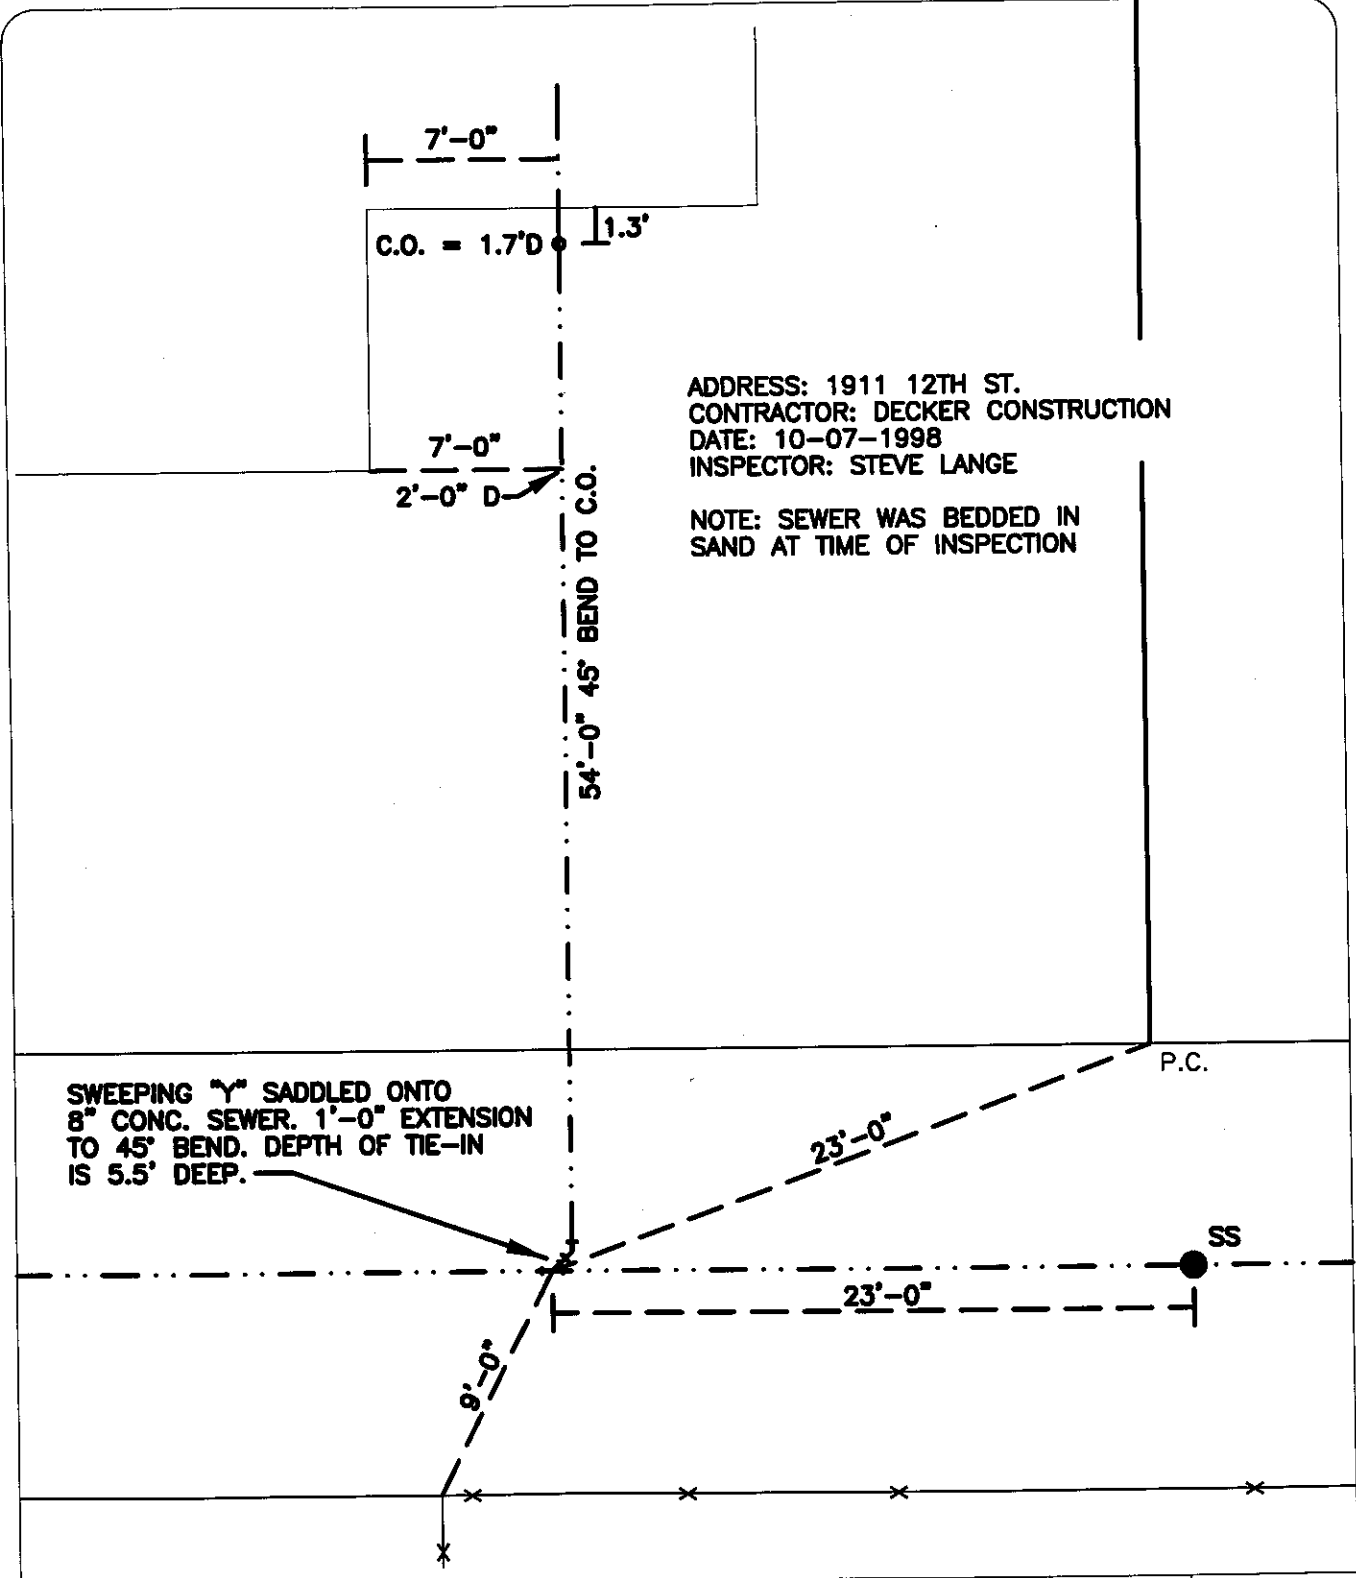 7'-0"
1.3'
C.O. = 1.7'D
ADDRESS: 1911 12TH ST.
CONTRACTOR: DECKER CONSTRUCTION
DATE: 10-07-1998
INSPECTOR: STEVE LANGE
7'-0"
2'-0" D
NOTE: SEWER WAS BEDDED IN
SAND AT TIME OF INSPECTION
54'-0" 45° BEND TO C.O.
P.C.
SWEEPING "Y" SADDLED ONTO
8" CONC. SEWER. 1'-0" EXTENSION
TO 45° BEND. DEPTH OF TIE-IN
IS 5.5' DEEP.
23'-0"
SS
23'-0"
9'-0"